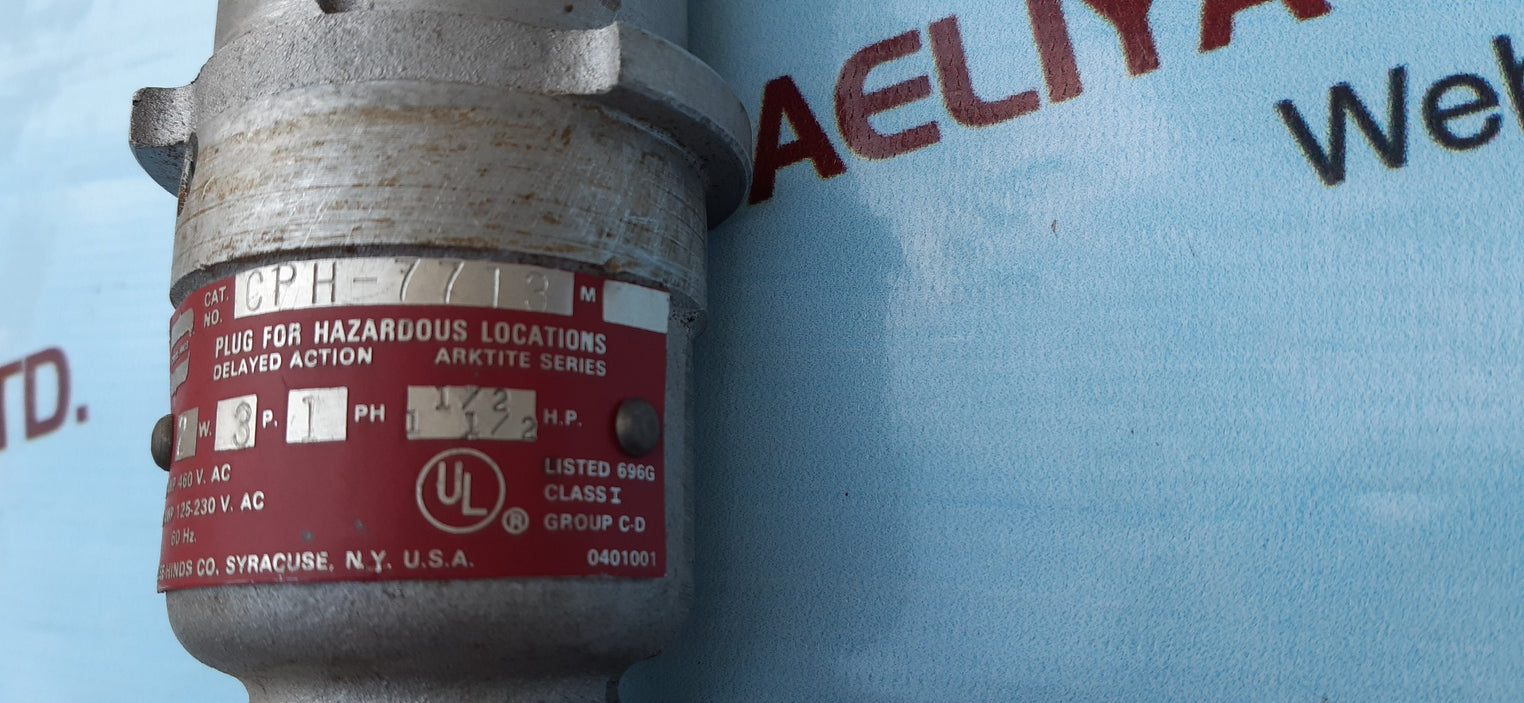 AELIYA
Web
TD.
CAT. NO. CPH-7713 M
PLUG FOR HAZARDOUS LOCATIONS
DELAYED ACTION ARKTITE SERIES
2 W. 3 P. 1 PH 1/2 H.P.
1 1/2
460 V. AC
125-230 V. AC
60 Hz.
UL ®
LISTED 696G
CLASS I
GROUP C-D
HINDS CO. SYRACUSE, N.Y. U.S.A. 0401001